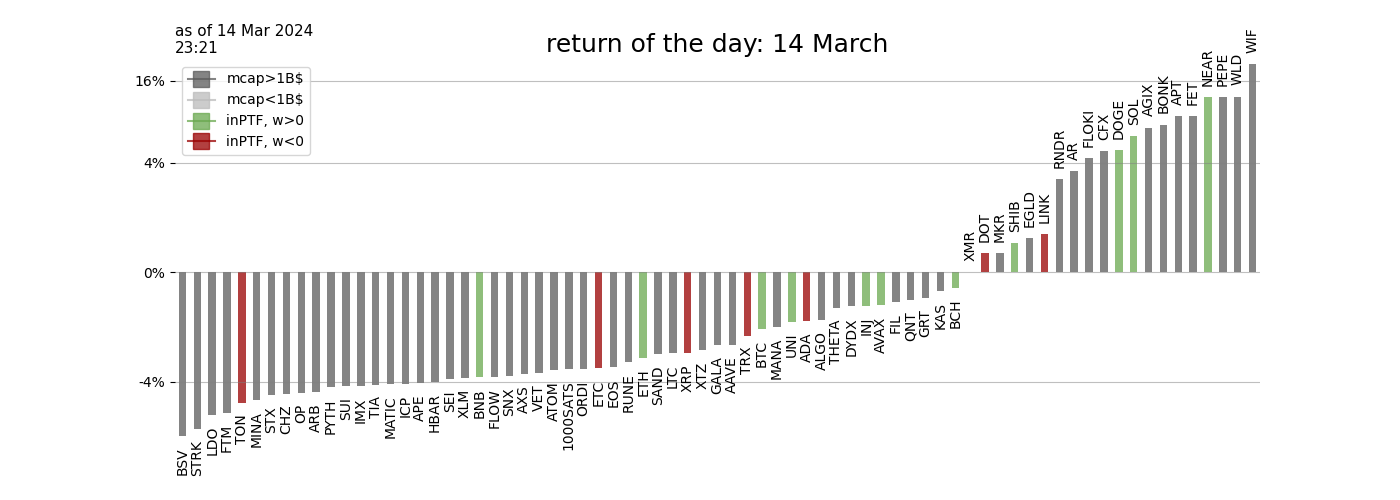 as of 14 Mar 2024
23:21
return of the day: 14 March
mcap>1B$
mcap<1B$
inPTF, w>0
inPTF, w<0
16%
4%
0%
-4%
BSV
STRK
LDO
FTM
TON
MINA
STX
CHZ
OP
ARB
PYTH
SUI
IMX
TIA
MATIC
ICP
APE
HBAR
SEI
XLM
BNB
FLOW
SNX
AXS
VET
ATOM
1000SATS
ORDI
ETC
EOS
RUNE
ETH
SAND
LTC
XRP
XTZ
GALA
AAVE
TRX
BTC
MANA
UNI
ADA
ALGO
THETA
DYDX
INJ
AVAX
FIL
QNT
GRT
KAS
BCH
XMR
DOT
MKR
SHIB
EGLD
LINK
RNDR
AR
FLOKI
CFX
DOGE
SOL
AGIX
BONK
APT
FET
NEAR
PEPE
WLD
WIF